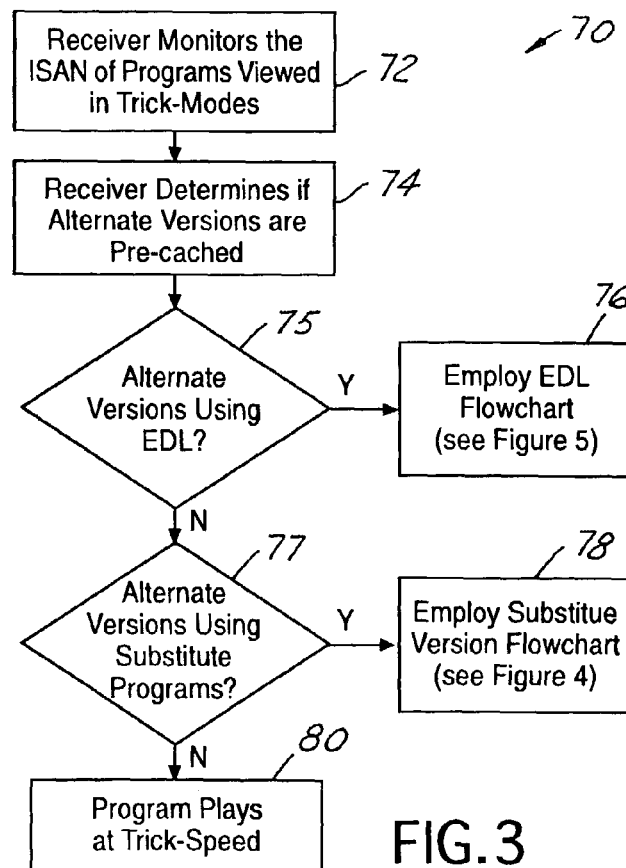 70
Receiver Monitors the
ISAN of Programs Viewed
in Trick-Modes
72
Receiver Determines if
Alternate Versions are
Pre-cached
74
75
Alternate
Versions Using
EDL?
Y
76
Employ EDL
Flowchart
(see Figure 5)
N
77
Alternate
Versions Using
Substitute
Programs?
Y
78
Employ Substitue
Version Flowchart
(see Figure 4)
N
80
Program Plays
at Trick-Speed
FIG.3